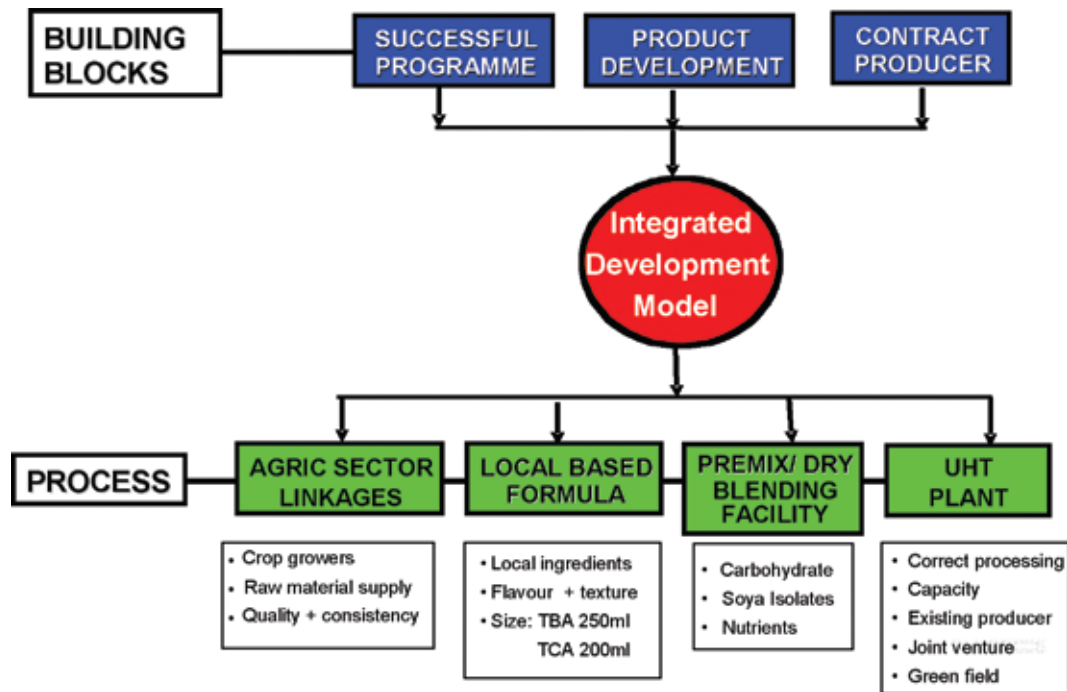 BUILDING
BLOCKS
SUCCESSFUL
PROGRAMME
PRODUCT
DEVELOPMENT
CONTRACT
PRODUCER
Integrated
Development
Model
PROCESS
AGRIC SECTOR
LINKAGES
LOCAL BASED
FORMULA
PREMIX/ DRY
BLENDING
FACILITY
UHT
PLANT
• Crop growers
• Raw material supply
• Quality + consistency
• Local ingredients
• Flavour + texture
• Size: TBA 250ml
TCA 200ml
• Carbohydrate
• Soya Isolates
• Nutrients
• Correct processing
• Capacity
• Existing producer
• Joint venture
• Green field